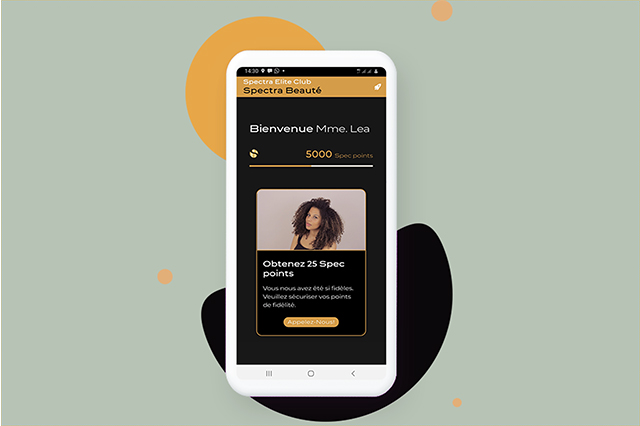 14:30
Spectra Elite Club
Spectra Beauté
Bienvenue Mme. Lea
5000 Spec points
Obtenez 25 Spec
points
Vous nous avez été si fidèles,
Veuillez sécuriser vos points
de fidélité.
Appelez-Nous!